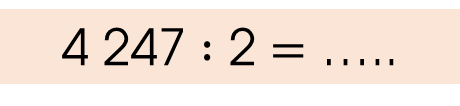 4 247 : 2 = .....